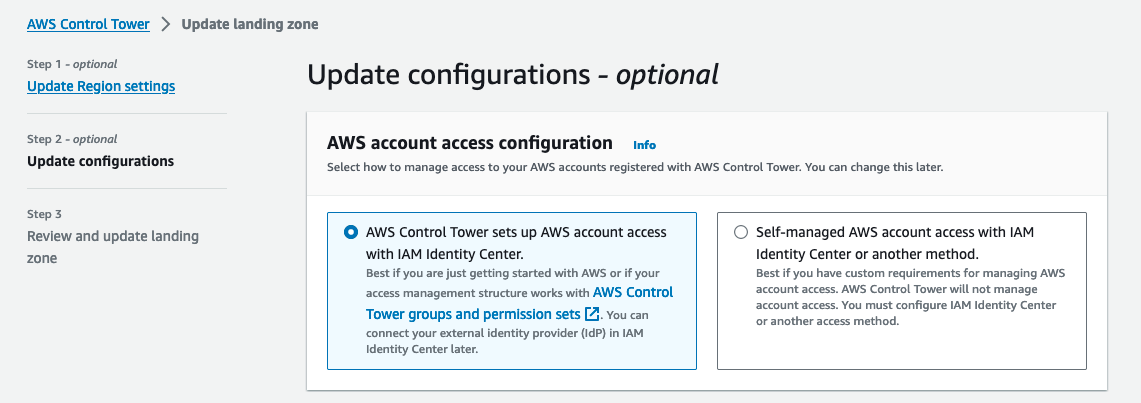 AWS Control Tower > Update landing zone
Step 1 - optional
Update Region settings
Step 2 - optional
Update configurations
Step 3
Review and update landing
zone
Update configurations - optional
AWS account access configuration Info
Select how to manage access to your AWS accounts registered with AWS Control Tower. You can change this later.
AWS Control Tower sets up AWS account access
with IAM Identity Center.
Best if you are just getting started with AWS or if your
access management structure works with AWS Control
Tower groups and permission sets. You can
connect your external identity provider (IdP) in IAM
Identity Center later.
Self-managed AWS account access with IAM
Identity Center or another method.
Best if you have custom requirements for managing AWS
account access. AWS Control Tower will not manage
account access. You must configure IAM Identity Center
or another access method.